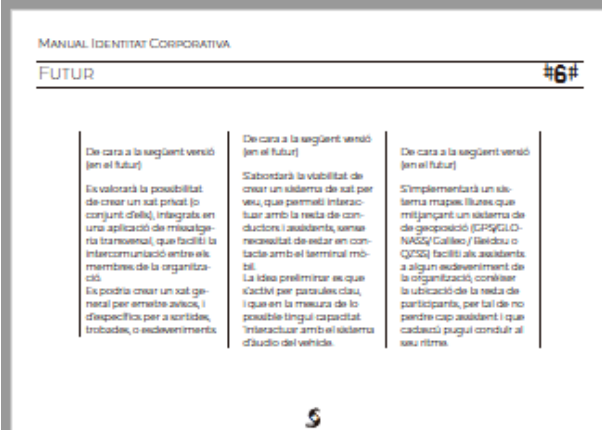 Manual Identitat Corporativa
Futur
#6#
De cara a la següent versió
(en el futur)
Es valorarà la possibilitat
de crear un xat privat (o
conjunt d'ells), integrats en
una aplicació de missatge-
ria transversal, que faciliti la
intercomunicació entre els
membres de la organitza-
ció.
Es podria crear un xat ge-
neral per emetre avisos, i
d'específics per a sortides,
trobades, o esdeveniments.
De cara a la següent versió
(en el futur)
S'abordarà la viabilitat de
crear un sistema de xat per
veu, que permeti interac-
tuar amb la resta de con-
ductors i assistents, sense
necessitat de estar en con-
tacte amb el terminal mò-
bil.
La idea preliminar es que
s'activi per paraules clau,
i que en la mesura de lo
possible tingui capacitat
'interactuar amb el sistema
d'àudio del vehicle.
De cara a la següent versió
(en el futur)
S'implementarà un sis-
tema mapes lliures que
mitjançant un sistema de
de geoposició (GPS/GLO-
NASS/ Galileo / Beidou o
QZSS) faciliti als assistents
a algun esdeveniment de
la organització, conèixer
la ubicació de la resta de
participants, per tal de no
perdre cap assistent i que
cadascú pugui conduir al
seu ritme.
S